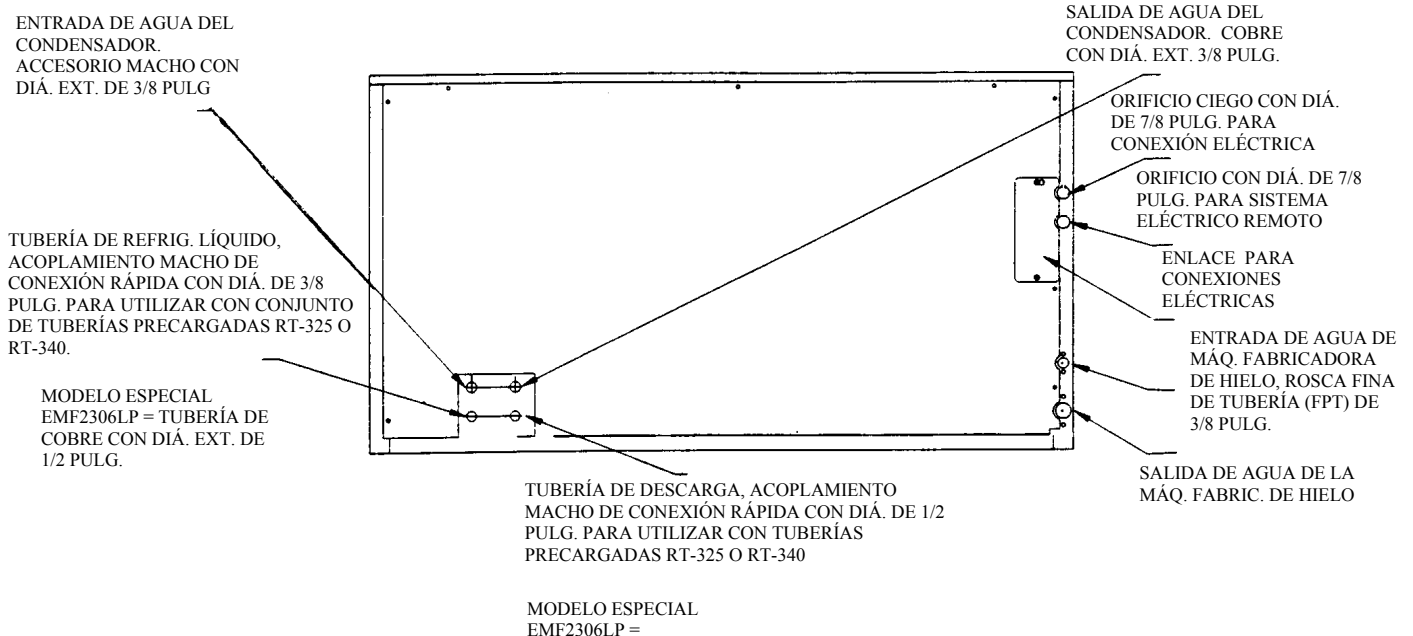 ENTRADA DE AGUA DEL
CONDENSADOR.
ACCESORIO MACHO CON
DIÁ. EXT. DE 3/8 PULG
SALIDA DE AGUA DEL
CONDENSADOR. COBRE
CON DIÁ. EXT. 3/8 PULG.
ORIFICIO CIEGO CON DIÁ.
DE 7/8 PULG. PARA
CONEXIÓN ELÉCTRICA
ORIFICIO CON DIÁ. DE 7/8
PULG. PARA SISTEMA
ELÉCTRICO REMOTO
TUBERÍA DE REFRIG. LÍQUIDO,
ACOPLAMIENTO MACHO DE
CONEXIÓN RÁPIDA CON DIÁ. DE 3/8
PULG. PARA UTILIZAR CON CONJUNTO
DE TUBERÍAS PRECARGADAS RT-325 O
RT-340.
ENLACE PARA
CONEXIONES
ELÉCTRICAS
ENTRADA DE AGUA DE
MÁQ. FABRICADORA
DE HIELO, ROSCA FINA
DE TUBERÍA (FPT) DE
3/8 PULG.
MODELO ESPECIAL
EMF2306LP = TUBERÍA DE
COBRE CON DIÁ. EXT. DE
1/2 PULG.
SALIDA DE AGUA DE LA
MÁQ. FABRIC. DE HIELO
TUBERÍA DE DESCARGA, ACOPLAMIENTO
MACHO DE CONEXIÓN RÁPIDA CON DIÁ. DE 1/2
PULG. PARA UTILIZAR CON TUBERÍAS
PRECARGADAS RT-325 O RT-340
MODELO ESPECIAL
EMF2306LP =